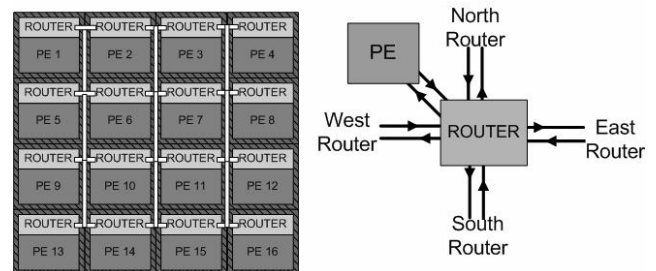 ROUTER ROUTER ROUTER ROUTER
PE 1 PE 2 PE 3 PE 4
ROUTER ROUTER ROUTER ROUTER
PE 5 PE 6 PE 7 PE 8
ROUTER ROUTER ROUTER ROUTER
PE 9 PE 10 PE 11 PE 12
ROUTER ROUTER ROUTER ROUTER
PE 13 PE 14 PE 15 PE 16
North
Router
PE
West
Router
ROUTER
East
Router
South
Router